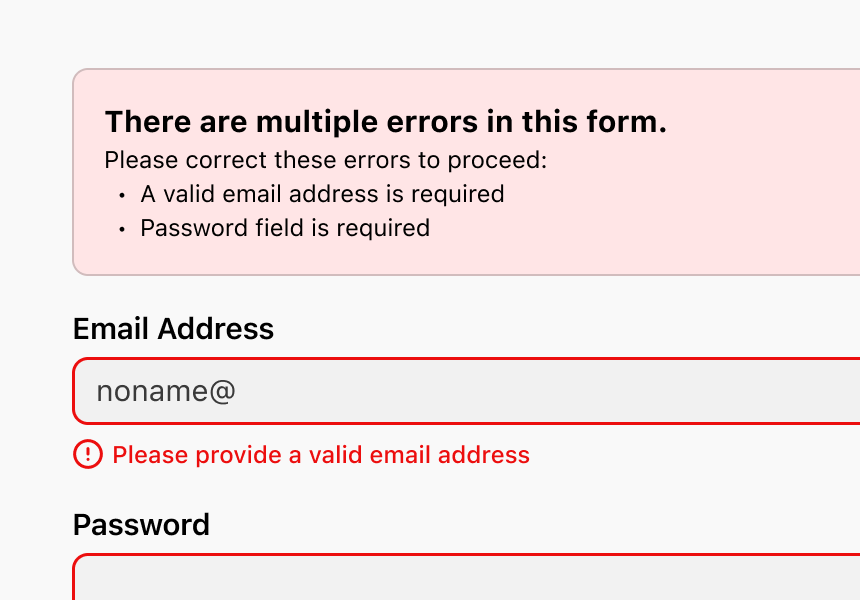 There are multiple errors in this form.
Please correct these errors to proceed:
• A valid email address is required
• Password field is required
Email Address
noname@
Please provide a valid email address
Password